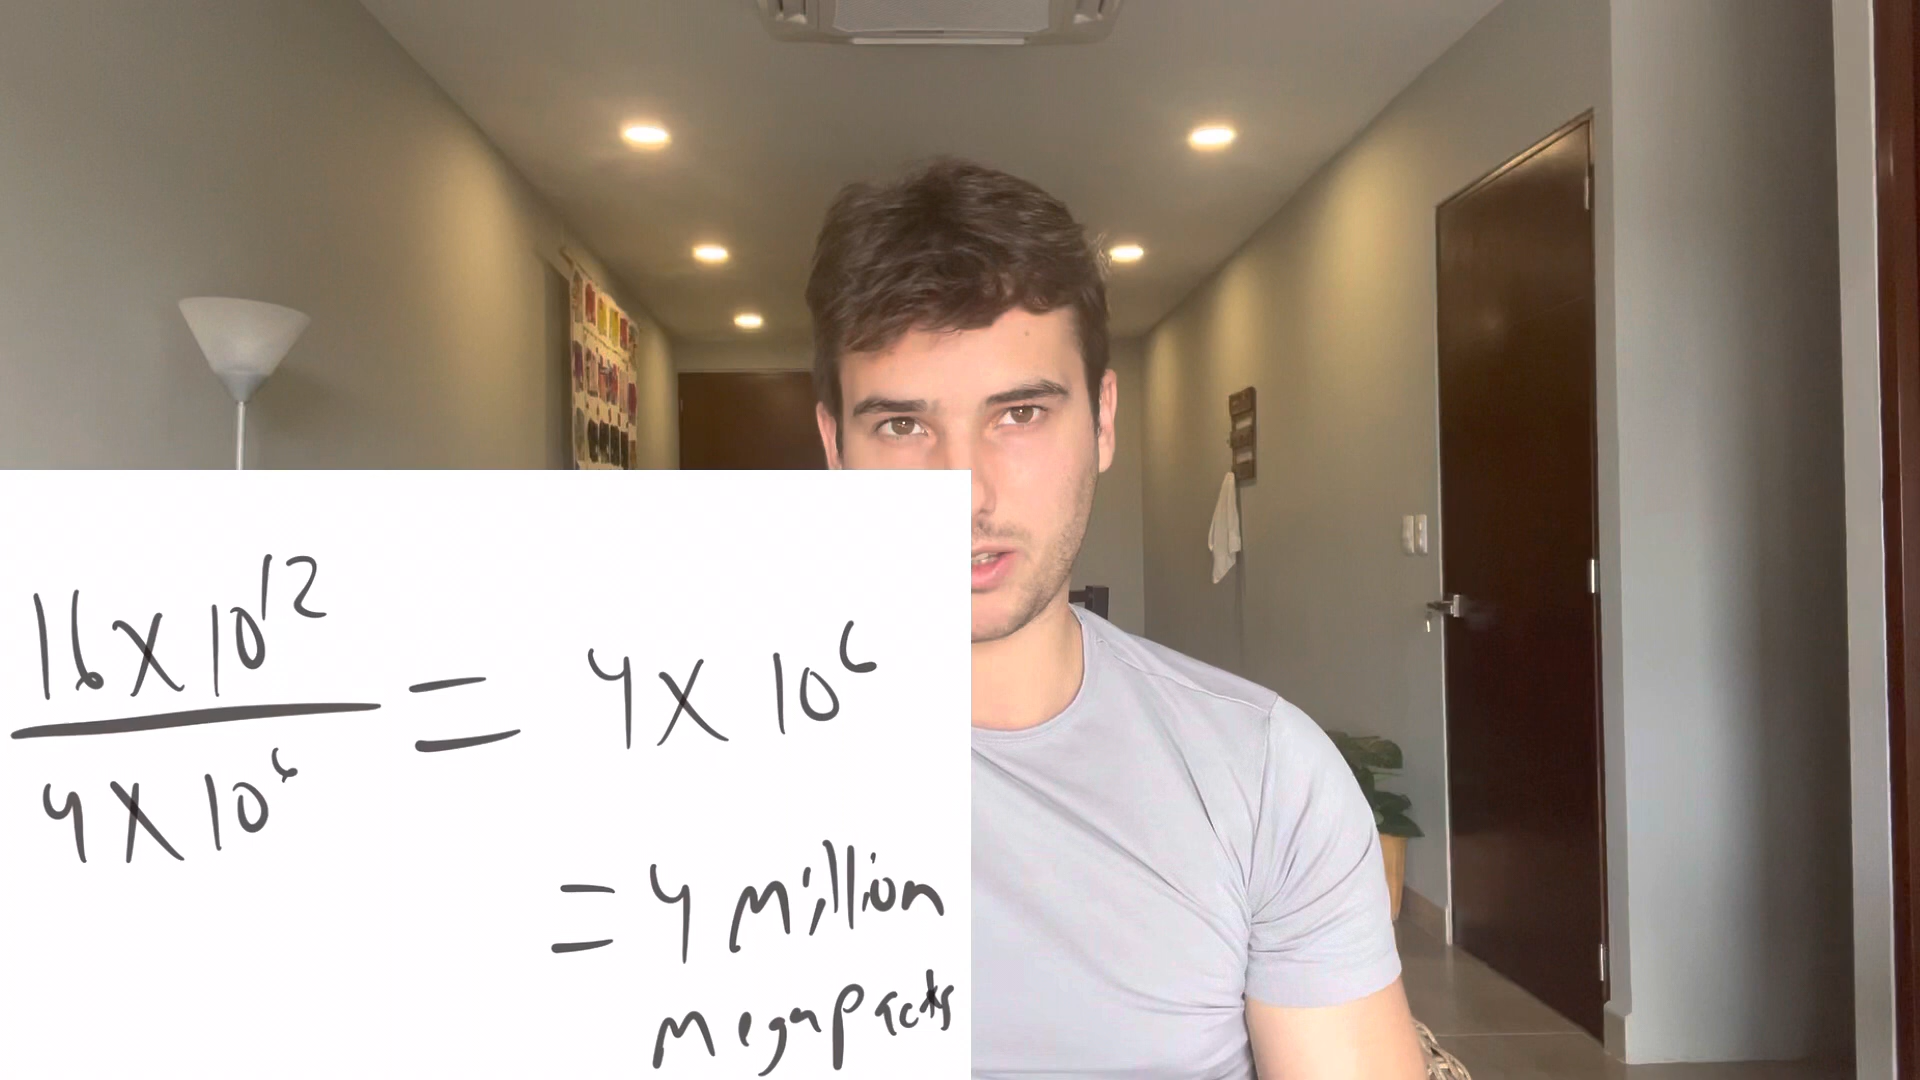 16 x 10^12 / 4 x 10^6 = 4 x 10^6
= 4 million
megapacks